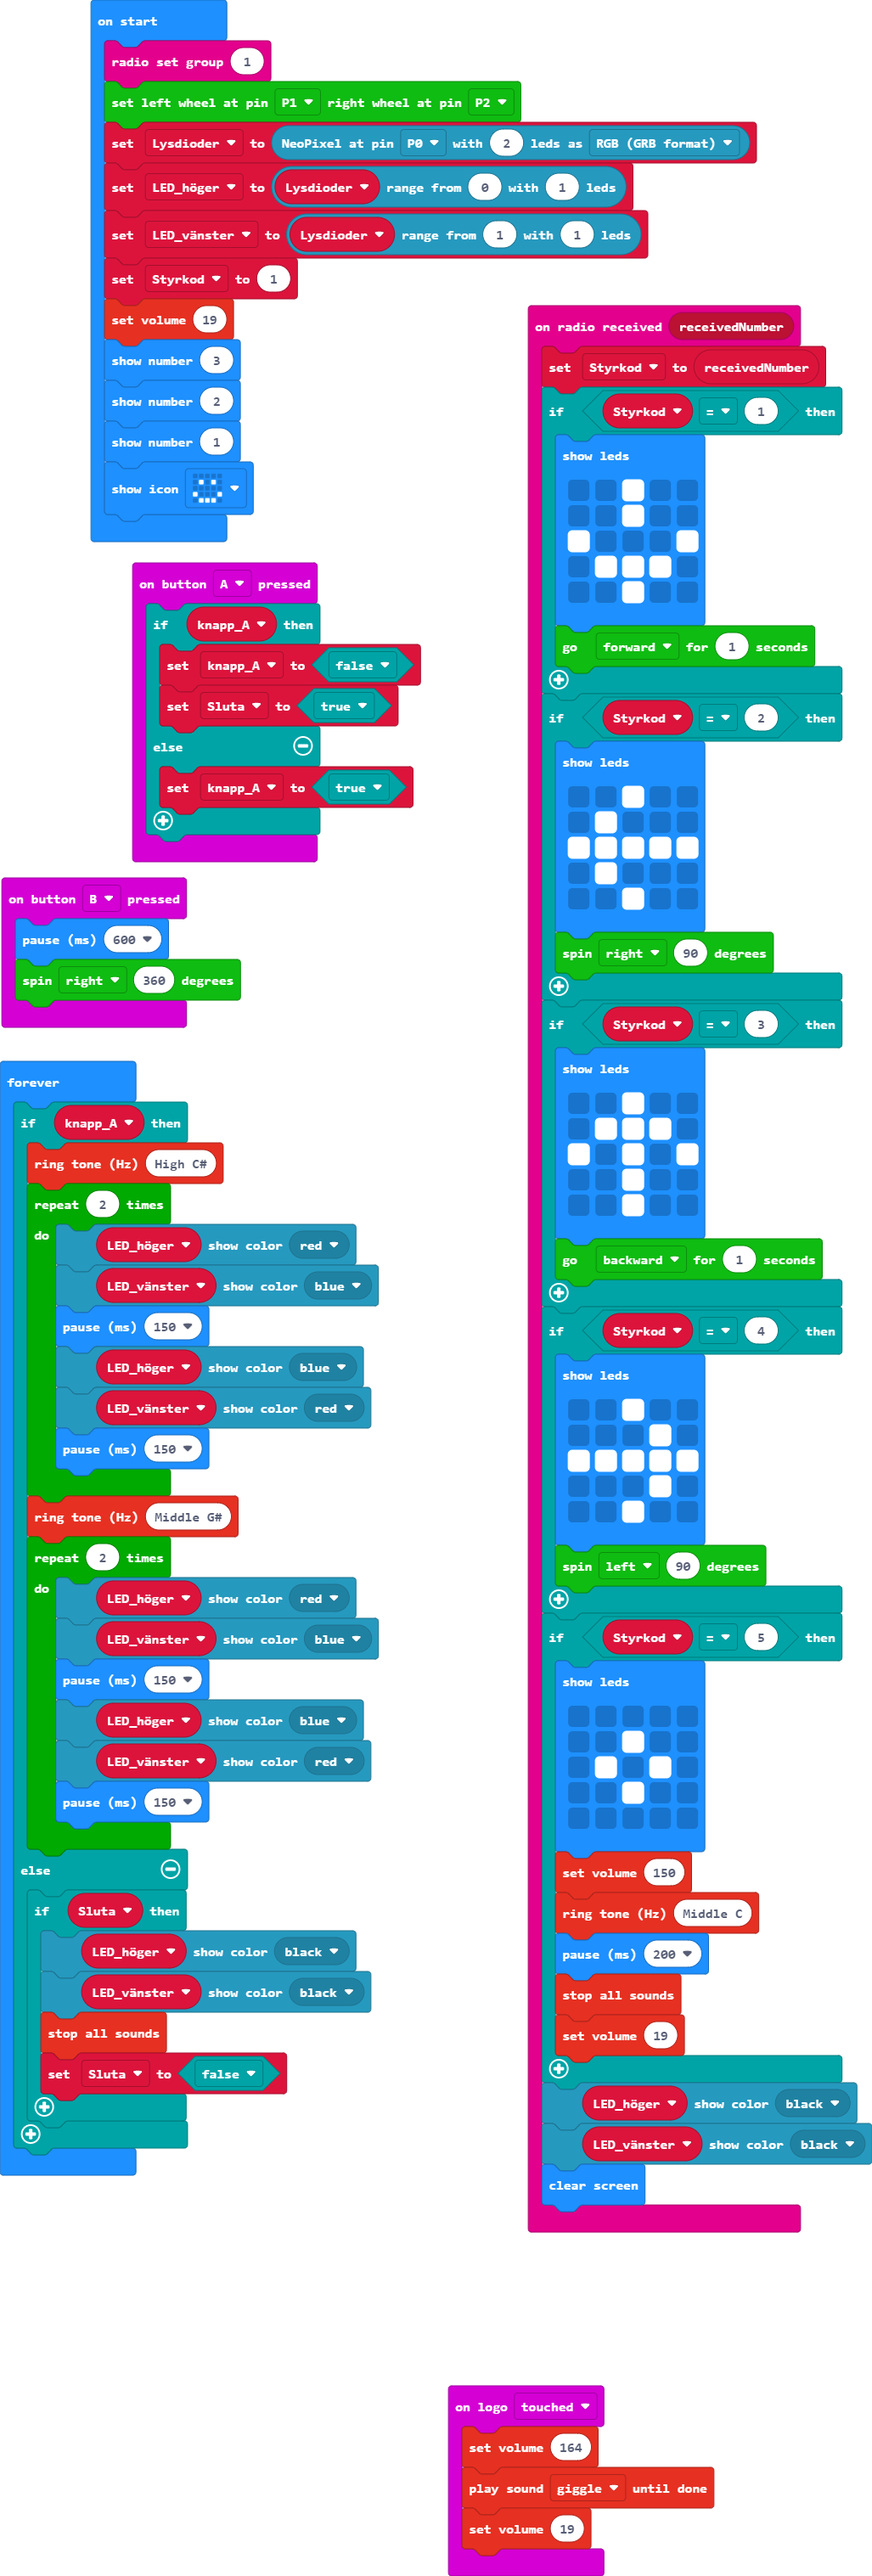 on start
radio set group 1
set left wheel at pin P1 right wheel at pin P2
set Lysdioder to NeoPixel at pin P0 with 2 leds as RGB (GRB format)
set LED_höger to Lysdioder range from 0 with 1 leds
set LED_vänster to Lysdioder range from 1 with 1 leds
set Styrkod to 1
set volume 19
show number 3
show number 2
show number 1
show icon
on button A pressed
if knapp_A then
set knapp_A to false
set Sluta to true
else
set knapp_A to true
on button B pressed
pause (ms) 600
spin right 360 degrees
forever
if knapp_A then
ring tone (Hz) High C#
repeat 2 times
do
LED_höger show color red
LED_vänster show color blue
pause (ms) 150
LED_höger show color blue
LED_vänster show color red
pause (ms) 150
ring tone (Hz) Middle G#
repeat 2 times
do
LED_höger show color red
LED_vänster show color blue
pause (ms) 150
LED_höger show color blue
LED_vänster show color red
pause (ms) 150
else
if Sluta then
LED_höger show color black
LED_vänster show color black
stop all sounds
set Sluta to false
on radio received receivedNumber
set Styrkod to receivedNumber
if Styrkod = 1 then
show leds
go forward for 1 seconds
if Styrkod = 2 then
show leds
spin right 90 degrees
if Styrkod = 3 then
show leds
go backward for 1 seconds
if Styrkod = 4 then
show leds
spin left 90 degrees
if Styrkod = 5 then
show leds
set volume 150
ring tone (Hz) Middle C
pause (ms) 200
stop all sounds
set volume 19
LED_höger show color black
LED_vänster show color black
clear screen
on logo touched
set volume 164
play sound giggle until done
set volume 19